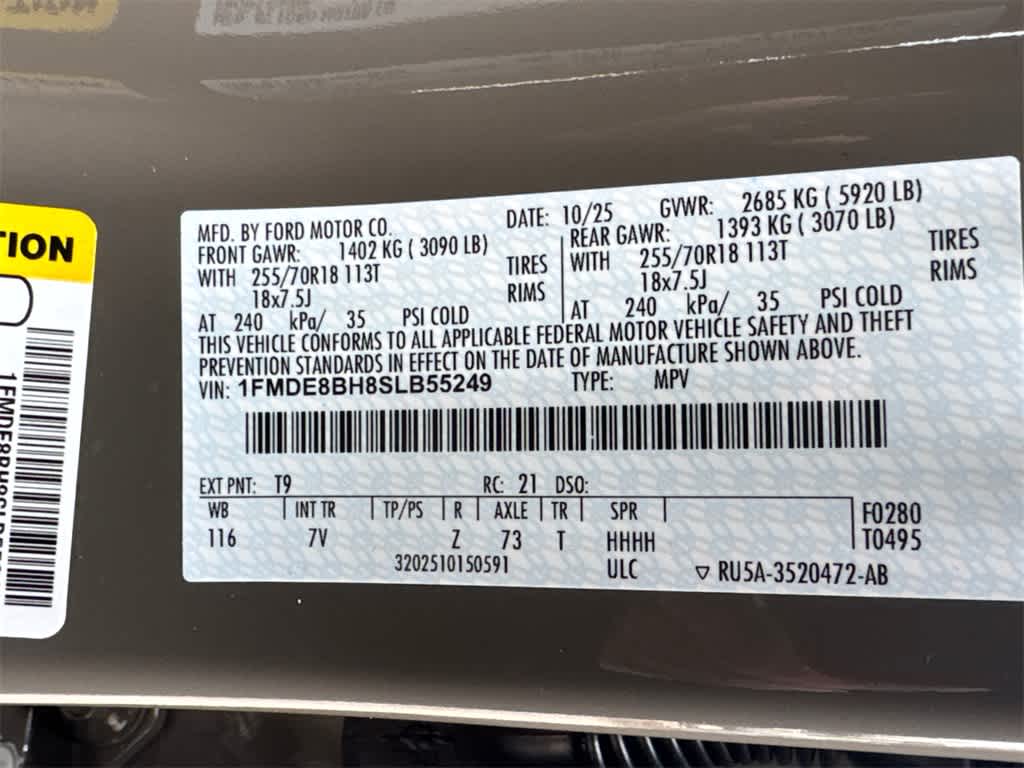 TION
1FMDE8BH8SLB55249
MFD. BY FORD MOTOR CO. DATE: 10/25 GVWR: 2685 KG ( 5920 LB)
FRONT GAWR: 1402 KG ( 3090 LB) REAR GAWR: 1393 KG ( 3070 LB)
WITH 255/70R18 113T TIRES WITH 255/70R18 113T TIRES
18x7.5J RIMS 18x7.5J RIMS
AT 240 kPa/ 35 PSI COLD AT 240 kPa/ 35 PSI COLD
THIS VEHICLE CONFORMS TO ALL APPLICABLE FEDERAL MOTOR VEHICLE SAFETY AND THEFT
PREVENTION STANDARDS IN EFFECT ON THE DATE OF MANUFACTURE SHOWN ABOVE.
VIN: 1FMDE8BH8SLB55249 TYPE: MPV
EXT PNT: T9 RC: 21 DSO:
WB INT TR TP/PS R AXLE TR SPR F0280
116 7V Z 73 T HHHH T0495
3202510150591 ULC ▽ RU5A-3520472-AB